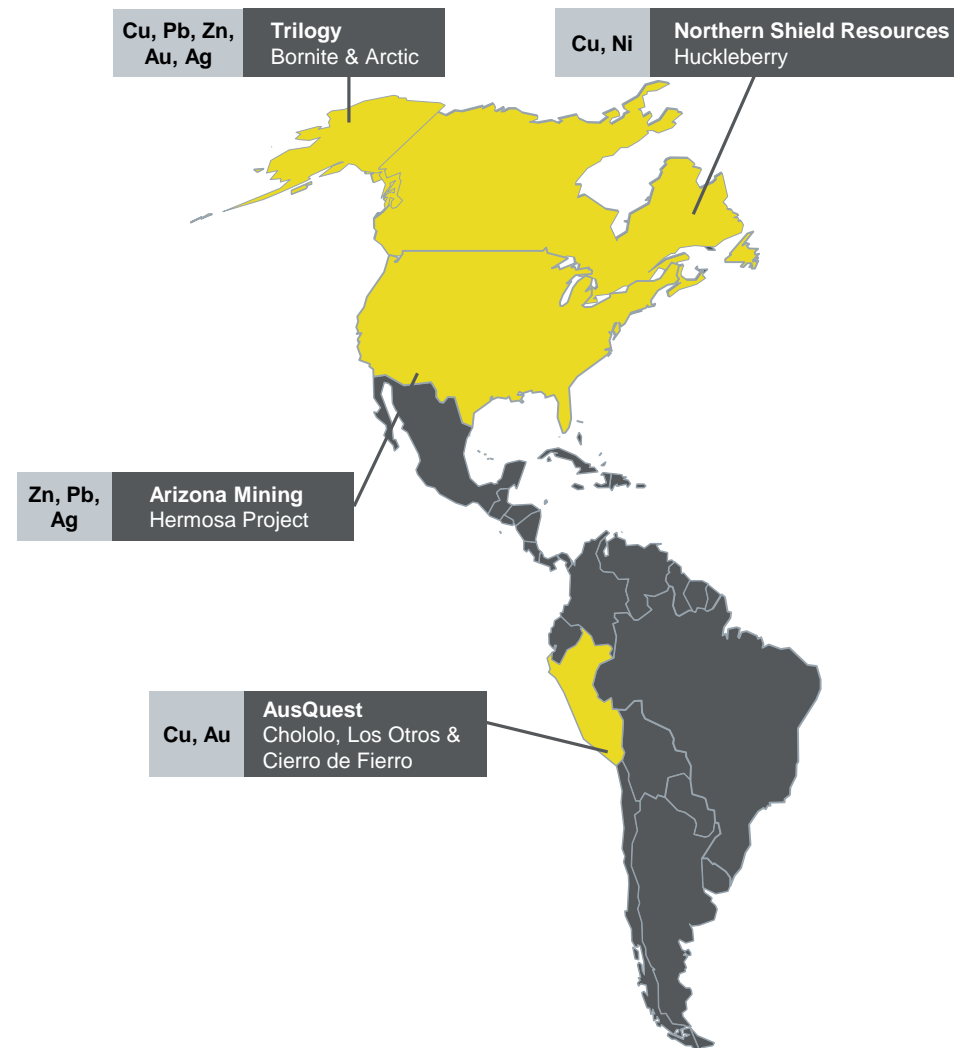 Cu, Pb, Zn,
Au, Ag
Trilogy
Bornite & Arctic
Cu, Ni
Northern Shield Resources
Huckleberry
Zn, Pb,
Ag
Arizona Mining
Hermosa Project
Cu, Au
AusQuest
Chololo, Los Otros &
Cierro de Fierro